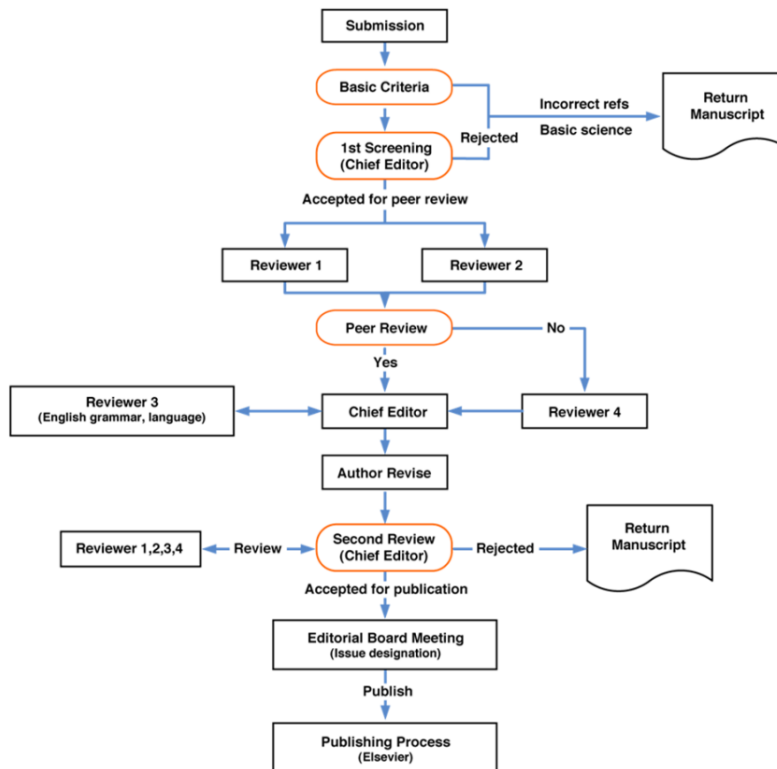 Submission
Basic Criteria
Incorrect refs
Basic science
Rejected
Return
Manuscript
1st Screening
(Chief Editor)
Accepted for peer review
Reviewer 1
Reviewer 2
Peer Review
No
Yes
Reviewer 3
(English grammar, language)
Chief Editor
Reviewer 4
Author Revise
Reviewer 1,2,3,4
Review
Second Review
(Chief Editor)
Rejected
Return
Manuscript
Accepted for publication
Editorial Board Meeting
(Issue designation)
Publish
Publishing Process
(Elsevier)